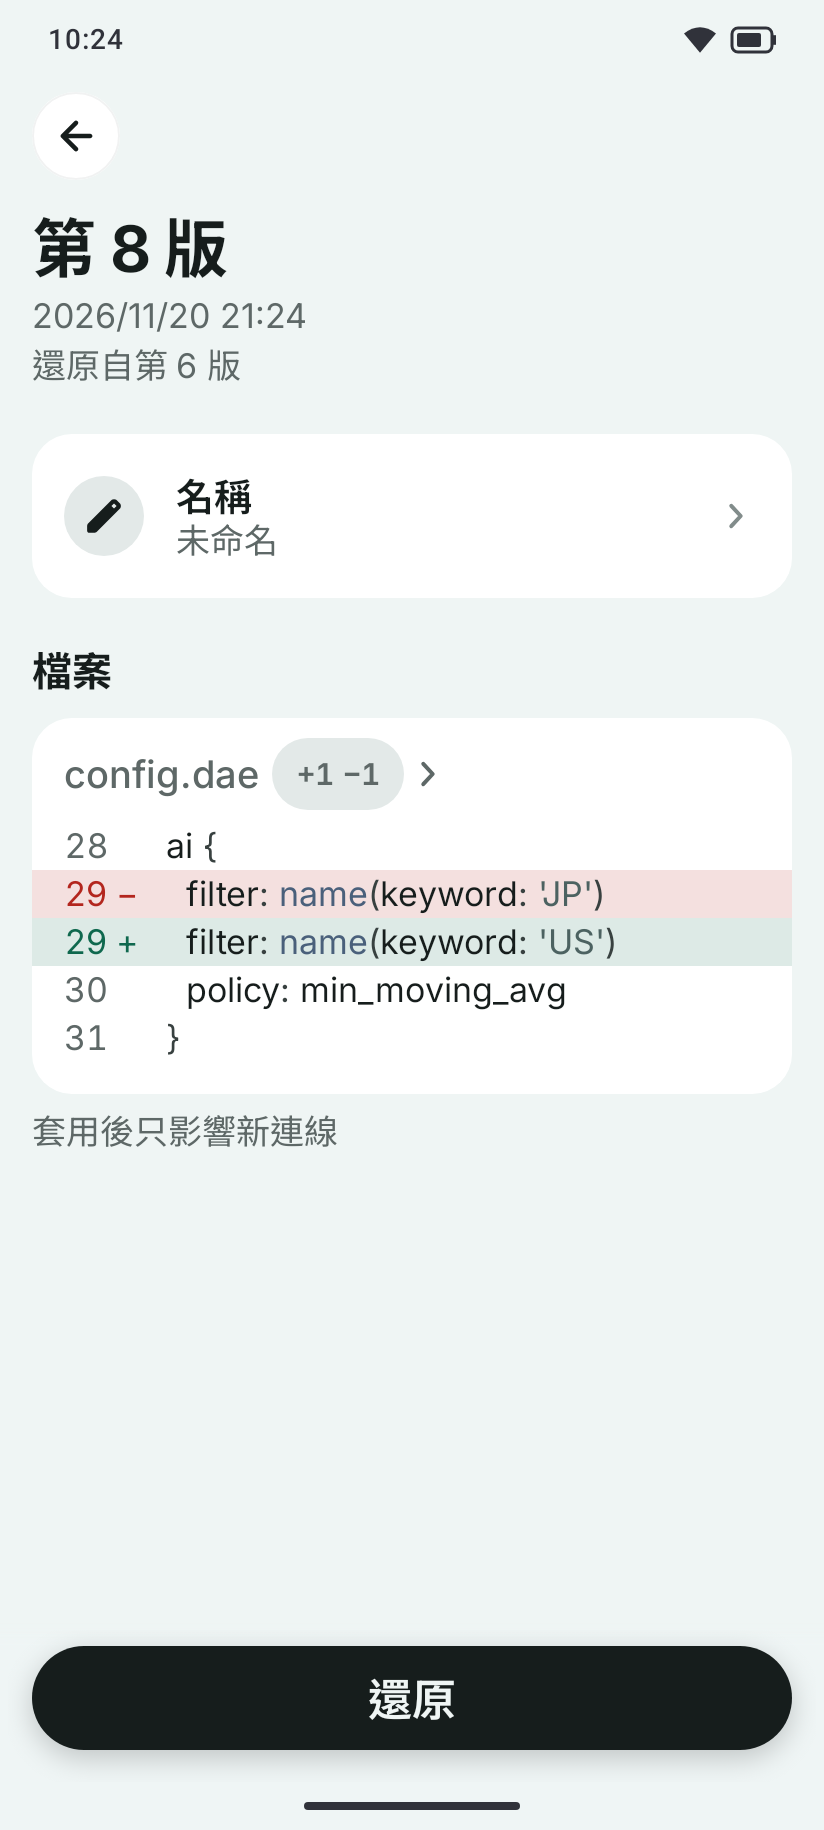 10:24
第 8 版
2026/11/20 21:24
還原自第 6 版
名稱
未命名
檔案
config.dae +1 −1
28 ai {
29 − filter: name(keyword: 'JP')
29 + filter: name(keyword: 'US')
30 policy: min_moving_avg
31 }
套用後只影響新連線
還原